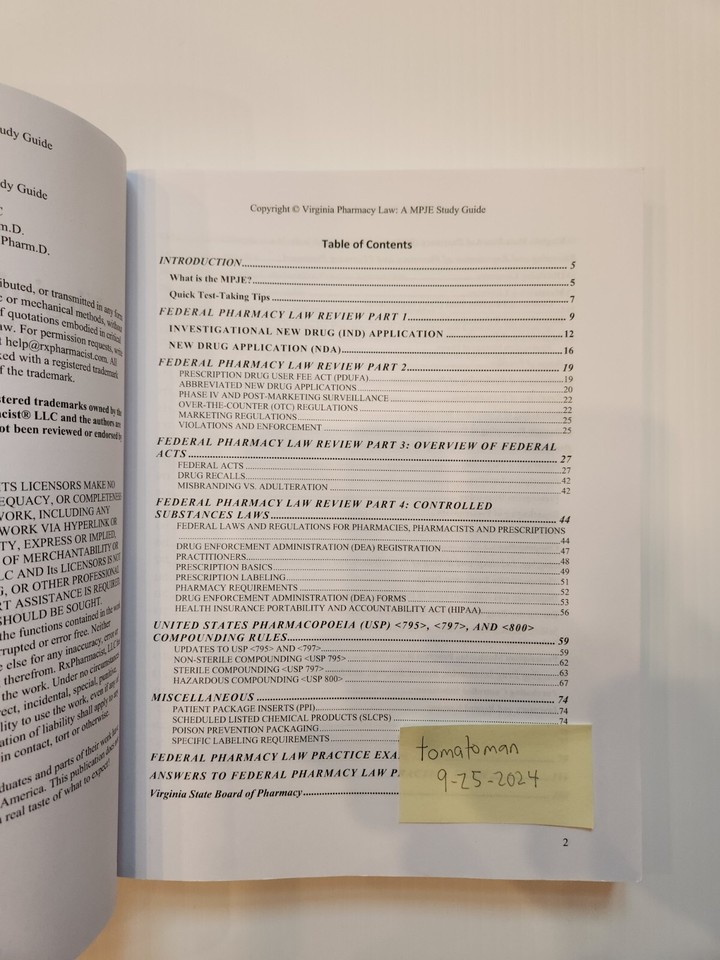 udy Guide
dy Guide
C
m.D.
Pharm.D.
ibuted, or transmitted in any form
c or mechanical methods, without
f quotations embodied in critical
aw. For permission requests, write
t help@rxpharmacist.com. All
ked with a registered trademark
f the trademark.
stered trademarks owned by the
acist® LLC and the authors are
ot been reviewed or endorsed by
ITS LICENSORS MAKE NO
EQUACY, OR COMPLETENESS
WORK, INCLUDING ANY
WORK VIA HYPERLINK OR
TY, EXPRESS OR IMPLIED,
OF MERCHANTABILITY OR
LC AND Its LICENSORS IS NOT
G, OR OTHER PROFESSIONAL
RT ASSISTANCE IS REQUIRED,
SHOULD BE SOUGHT.
the functions contained in the work
rrupted or error free. Neither
e else for any inaccuracy, error or
therefrom. RxPharmacist, LLC has
the work. Under no circumstances
rect, incidental, special, punitive
lity to use the work, even if any of
ation of liability shall apply to any
in contact, tort or otherwise.
duates and parts of their work have
America. This publication does
a real taste of what to expect!
Copyright © Virginia Pharmacy Law: A MPJE Study Guide
Table of Contents
INTRODUCTION 5
What is the MPJE? 5
Quick Test-Taking Tips 7
FEDERAL PHARMACY LAW REVIEW PART 1 9
INVESTIGATIONAL NEW DRUG (IND) APPLICATION 12
NEW DRUG APPLICATION (NDA) 16
FEDERAL PHARMACY LAW REVIEW PART 2 19
PRESCRIPTION DRUG USER FEE ACT (PDUFA) 19
ABBREVIATED NEW DRUG APPLICATIONS 20
PHASE IV AND POST-MARKETING SURVEILLANCE 22
OVER-THE-COUNTER (OTC) REGULATIONS 22
MARKETING REGULATIONS 25
VIOLATIONS AND ENFORCEMENT 25
FEDERAL PHARMACY LAW REVIEW PART 3: OVERVIEW OF FEDERAL
ACTS 27
FEDERAL ACTS 27
DRUG RECALLS 42
MISBRANDING VS. ADULTERATION 42
FEDERAL PHARMACY LAW REVIEW PART 4: CONTROLLED
SUBSTANCES LAWS 44
FEDERAL LAWS AND REGULATIONS FOR PHARMACIES, PHARMACISTS AND PRESCRIPTIONS
44
DRUG ENFORCEMENT ADMINISTRATION (DEA) REGISTRATION 47
PRACTITIONERS 48
PRESCRIPTION BASICS 49
PRESCRIPTION LABELING 51
PHARMACY REQUIREMENTS 52
DRUG ENFORCEMENT ADMINISTRATION (DEA) FORMS 53
HEALTH INSURANCE PORTABILITY AND ACCOUNTABILITY ACT (HIPAA) 56
UNITED STATES PHARMACOPOEIA (USP) <795>, <797>, AND <800>
COMPOUNDING RULES 59
UPDATES TO USP <795> AND <797> 59
NON-STERILE COMPOUNDING <USP 795> 62
STERILE COMPOUNDING <USP 797> 63
HAZARDOUS COMPOUNDING <USP 800> 67
MISCELLANEOUS 74
PATIENT PACKAGE INSERTS (PPI) 74
SCHEDULED LISTED CHEMICAL PRODUCTS (SLCPS) 74
POISON PREVENTION PACKAGING
SPECIFIC LABELING REQUIREMENTS
FEDERAL PHARMACY LAW PRACTICE EXA
ANSWERS TO FEDERAL PHARMACY LAW P
Virginia State Board of Pharmacy
tomatoman
9-25-2024
2